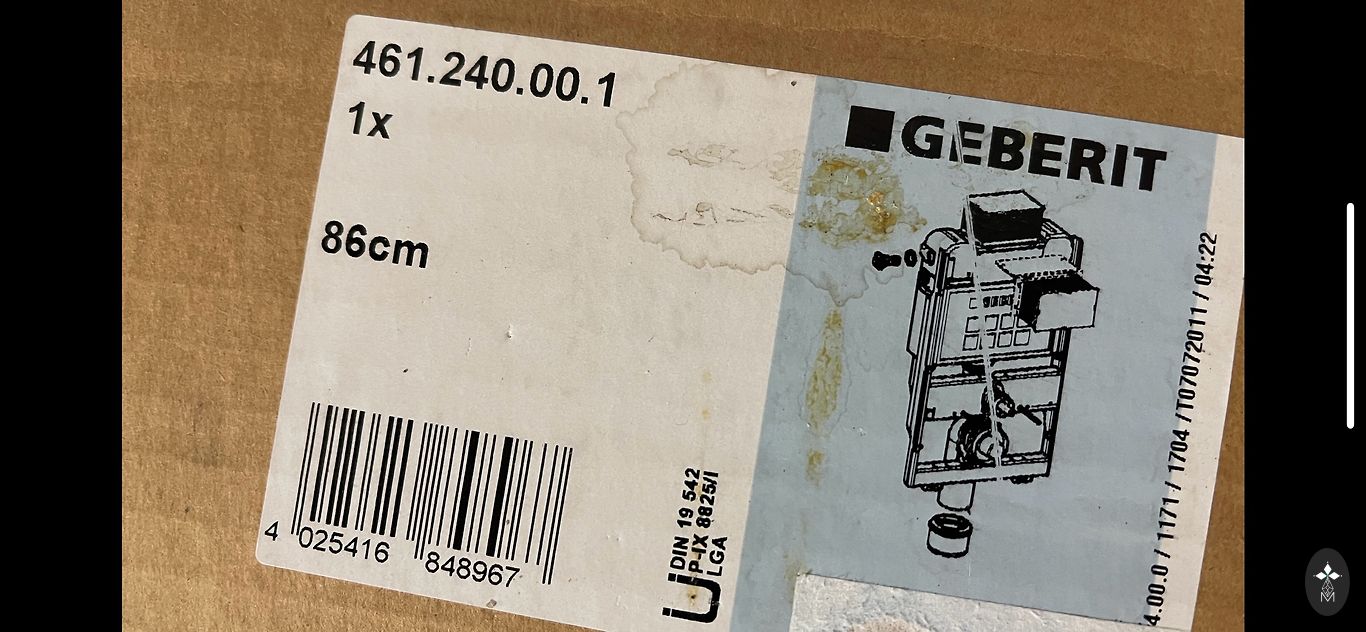 461.240.00.1
1x
86cm
4 025416 848967
DIN 19 542
P-IX 8825/I
LGA
GEBERIT
4.00.0 / 1171 / 1704 /T07072011 / 04:22
M